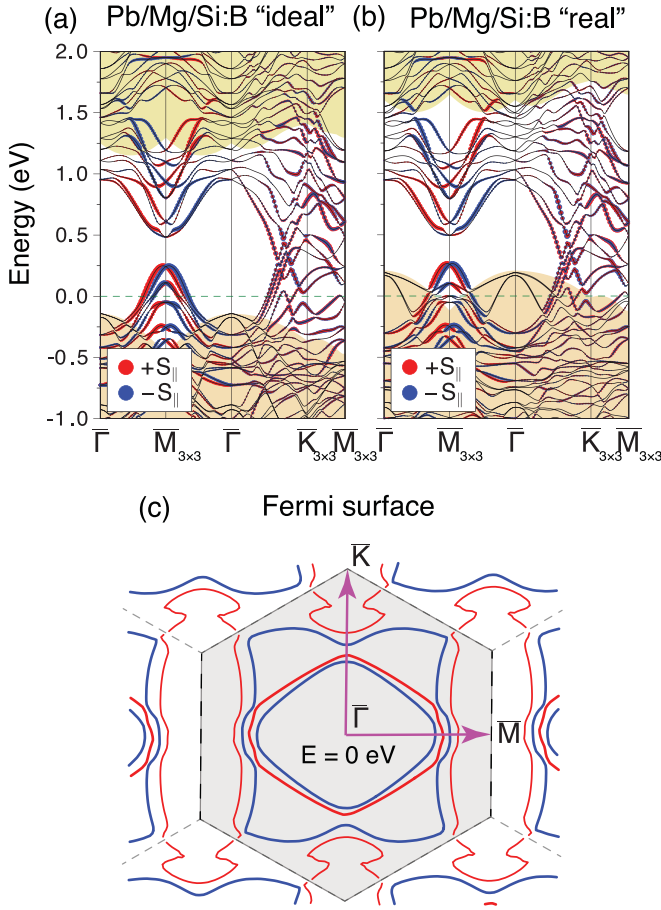 (a) Pb/Mg/Si:B “ideal”
(b) Pb/Mg/Si:B “real”
Energy (eV)
2.0
1.5
1.0
0.5
0.0
-0.5
-1.0
+S||
−S||
+S||
−S||
Γ̅ M̅3×3 Γ̅ K̅3×3 M̅3×3
Γ̅ M̅3×3 Γ̅ K̅3×3 M̅3×3
(c) Fermi surface
K̅
Γ̅
M̅
E = 0 eV